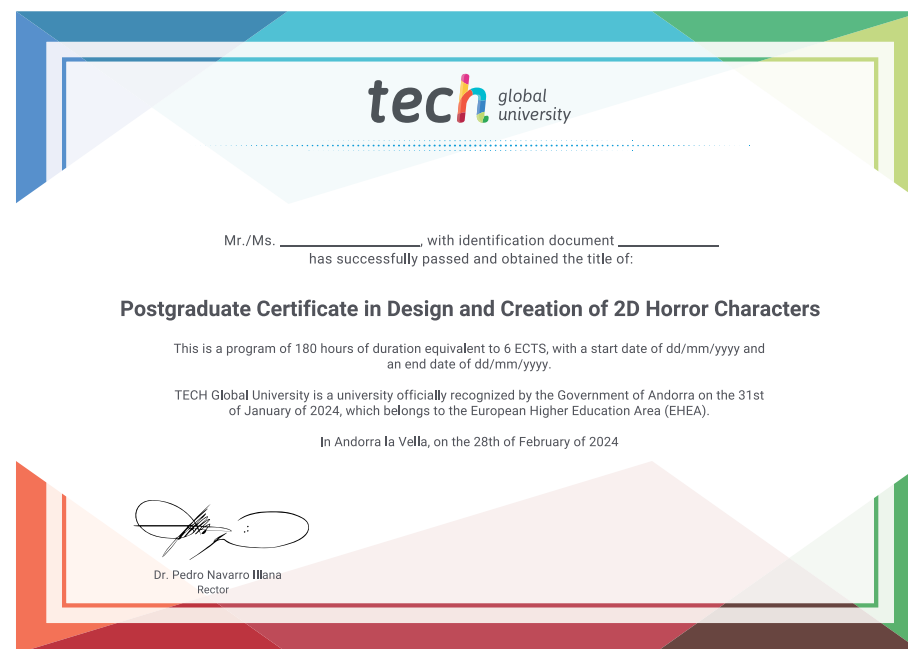 tech global
university
Mr./Ms. ____________________, with identification document ______________
has successfully passed and obtained the title of:
Postgraduate Certificate in Design and Creation of 2D Horror Characters
This is a program of 180 hours of duration equivalent to 6 ECTS, with a start date of dd/mm/yyyy and
an end date of dd/mm/yyyy.
TECH Global University is a university officially recognized by the Government of Andorra on the 31st
of January of 2024, which belongs to the European Higher Education Area (EHEA).
In Andorra la Vella, on the 28th of February of 2024
Dr. Pedro Navarro Illana
Rector